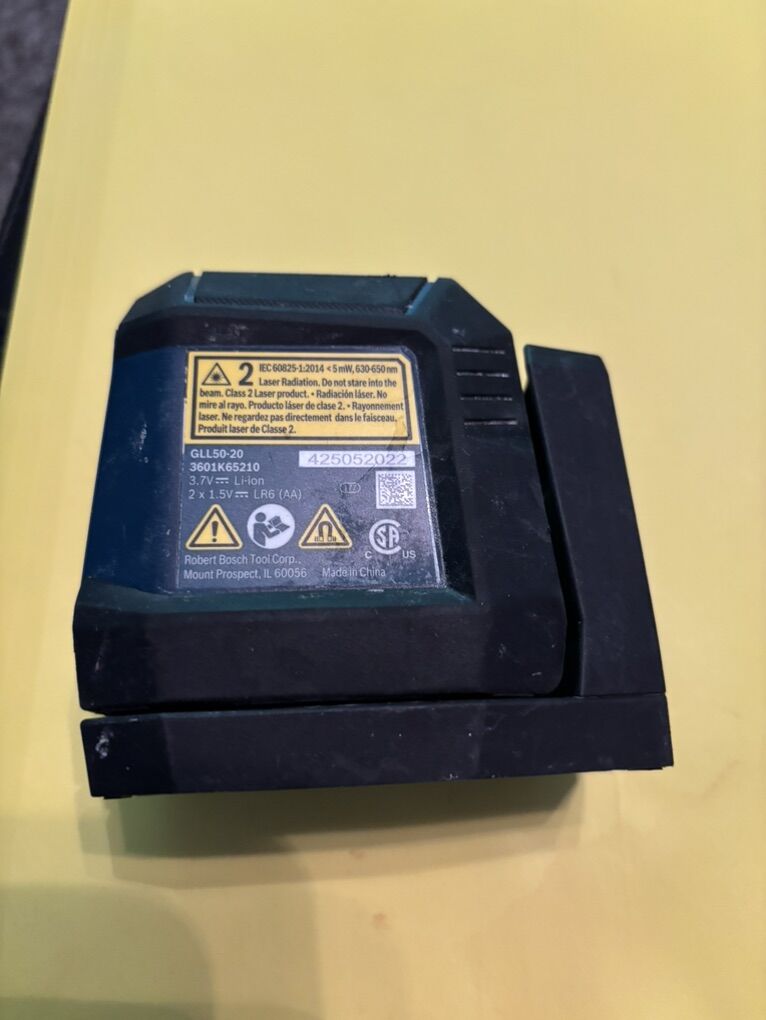 2 IEC 60825-1:2014 < 5 mW, 630-650 nm
Laser Radiation. Do not stare into the
beam. Class 2 Laser product. • Radiación láser. No
mire al rayo. Producto láser de clase 2. • Rayonnement
laser. Ne regardez pas directement dans le faisceau.
Produit laser de Classe 2.
GLL50-20
425052022
3601K65210
3.7V⎓ Li-ion
2 x 1.5V⎓ LR6 (AA)
C SA US
Robert Bosch Tool Corp.,
Mount Prospect, IL 60056 Made in China